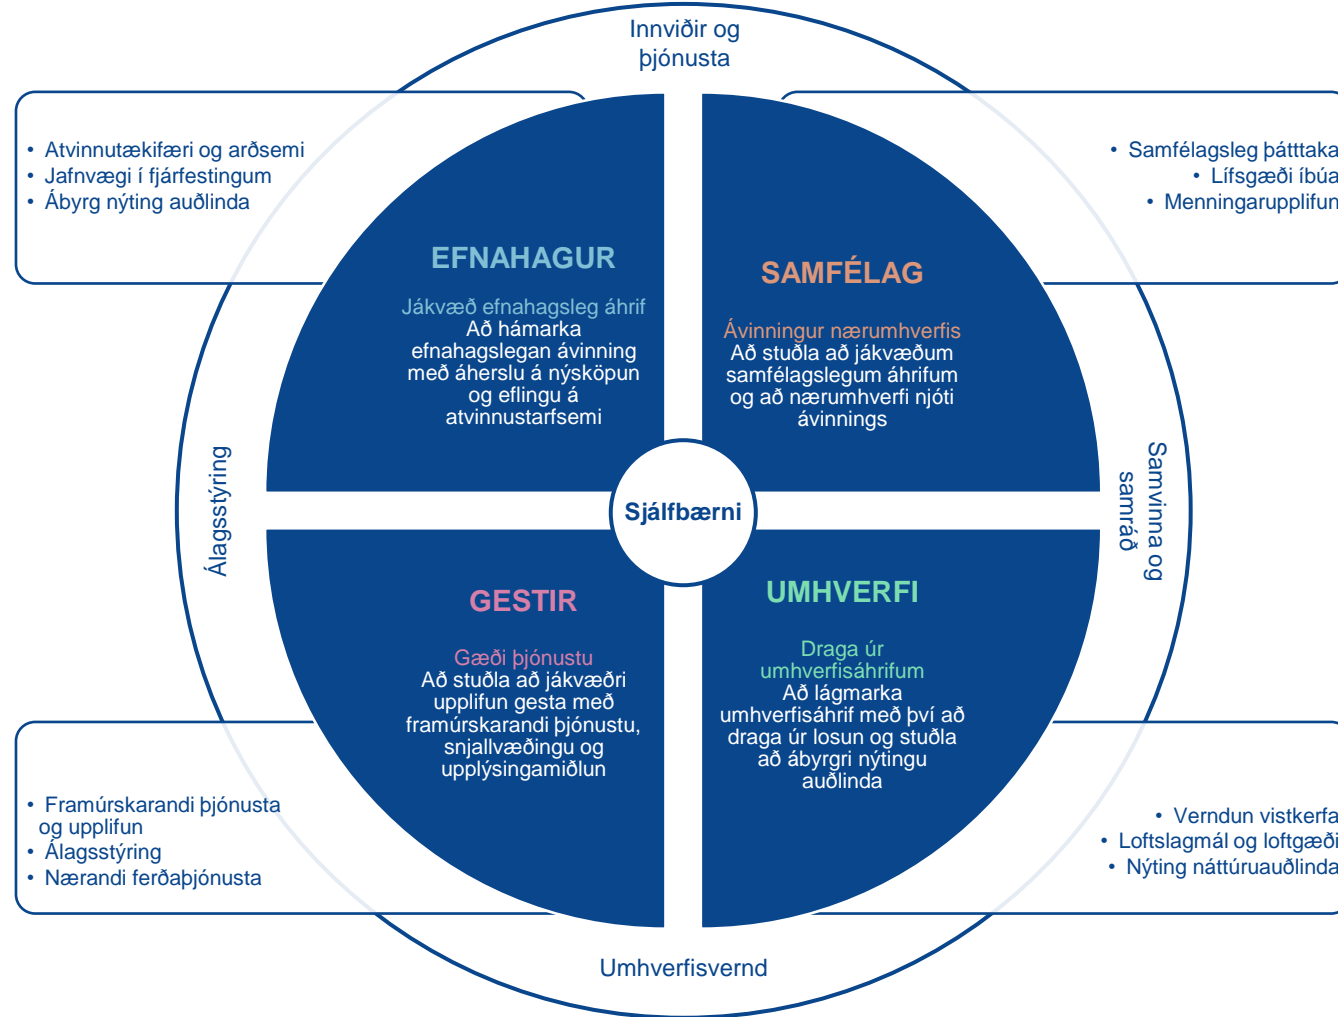 Innviðir og
þjónusta
• Atvinnutækifæri og arðsemi
• Jafnvægi í fjárfestingum
• Ábyrg nýting auðlinda
• Samfélagsleg þátttaka
• Lífsgæði íbúa
• Menningarupplifun
EFNAHAGUR
Jákvæð efnahagsleg áhrif
Að hámarka
efnahagslegan ávinning
með áherslu á nýsköpun
og eflingu á
atvinnustarfsemi
SAMFÉLAG
Ávinningur nærumhverfis
Að stuðla að jákvæðum
samfélagslegum áhrifum
og að nærumhverfi njóti
ávinnings
Álagsstýring
Sjálfbærni
Samvinna og
samráð
GESTIR
Gæði þjónustu
Að stuðla að jákvæðri
upplifun gesta með
framúrskarandi þjónustu,
snjallvæðingu og
upplýsingamiðlun
UMHVERFI
Draga úr
umhverfisáhrifum
Að lágmarka
umhverfisáhrif með því að
draga úr losun og stuðla
að ábyrgri nýtingu
auðlinda
• Framúrskarandi þjónusta
og upplifun
• Álagsstýring
• Nærandi ferðaþjónusta
• Verndun vistkerfa
• Loftslagmál og loftgæði
• Nýting náttúruauðlinda
Umhverfisvernd